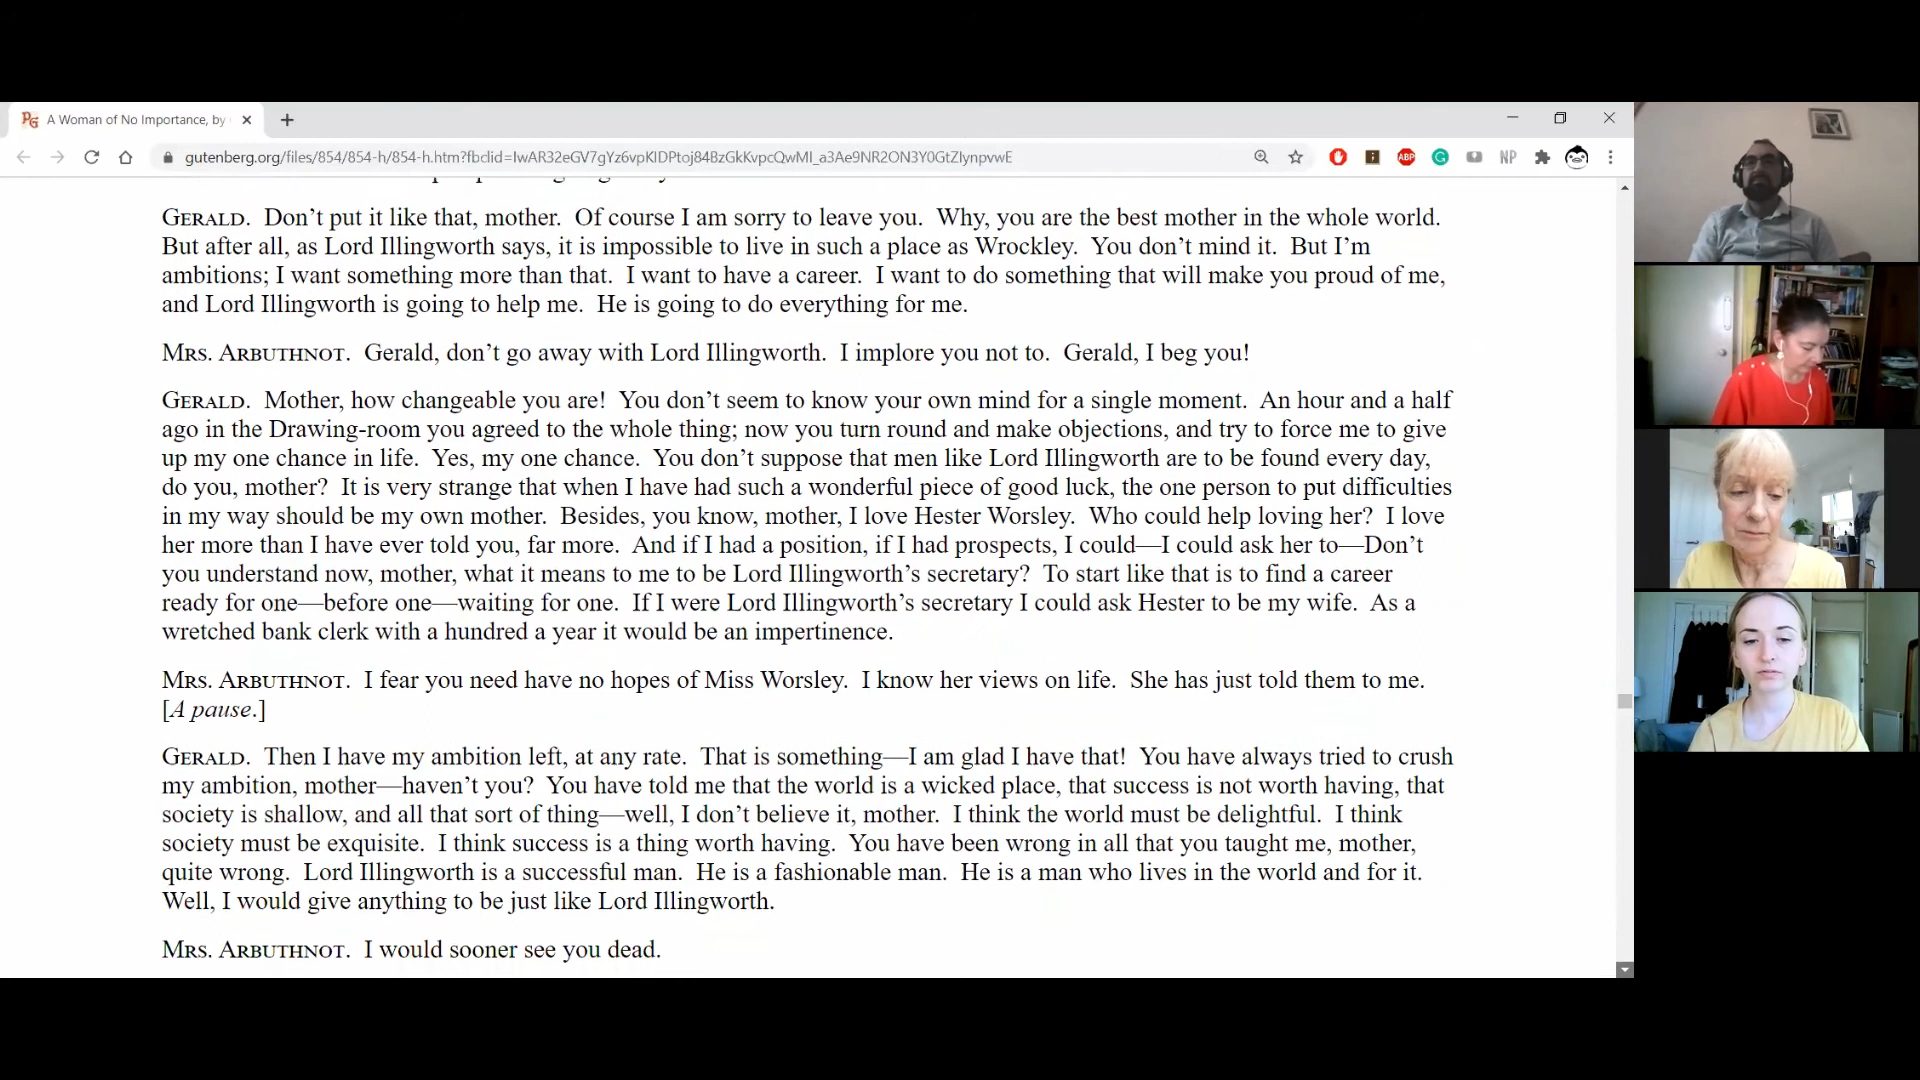 A Woman of No Importance, by
gutenberg.org/files/854/854-h/854-h.htm?fbclid=IwAR32eGV7gYz6vpKIDPtoj84BzGkKvpcQwMI_a3Ae9NR2ON3Y0GtZIynpvwE
ABP
NP
GERALD. Don’t put it like that, mother. Of course I am sorry to leave you. Why, you are the best mother in the whole world.
But after all, as Lord Illingworth says, it is impossible to live in such a place as Wrockley. You don’t mind it. But I’m
ambitions; I want something more than that. I want to have a career. I want to do something that will make you proud of me,
and Lord Illingworth is going to help me. He is going to do everything for me.
MRS. ARBUTHNOT. Gerald, don’t go away with Lord Illingworth. I implore you not to. Gerald, I beg you!
GERALD. Mother, how changeable you are! You don’t seem to know your own mind for a single moment. An hour and a half
ago in the Drawing-room you agreed to the whole thing; now you turn round and make objections, and try to force me to give
up my one chance in life. Yes, my one chance. You don’t suppose that men like Lord Illingworth are to be found every day,
do you, mother? It is very strange that when I have had such a wonderful piece of good luck, the one person to put difficulties
in my way should be my own mother. Besides, you know, mother, I love Hester Worsley. Who could help loving her? I love
her more than I have ever told you, far more. And if I had a position, if I had prospects, I could—I could ask her to—Don’t
you understand now, mother, what it means to me to be Lord Illingworth’s secretary? To start like that is to find a career
ready for one—before one—waiting for one. If I were Lord Illingworth’s secretary I could ask Hester to be my wife. As a
wretched bank clerk with a hundred a year it would be an impertinence.
MRS. ARBUTHNOT. I fear you need have no hopes of Miss Worsley. I know her views on life. She has just told them to me.
[A pause.]
GERALD. Then I have my ambition left, at any rate. That is something—I am glad I have that! You have always tried to crush
my ambition, mother—haven’t you? You have told me that the world is a wicked place, that success is not worth having, that
society is shallow, and all that sort of thing—well, I don’t believe it, mother. I think the world must be delightful. I think
society must be exquisite. I think success is a thing worth having. You have been wrong in all that you taught me, mother,
quite wrong. Lord Illingworth is a successful man. He is a fashionable man. He is a man who lives in the world and for it.
Well, I would give anything to be just like Lord Illingworth.
MRS. ARBUTHNOT. I would sooner see you dead.